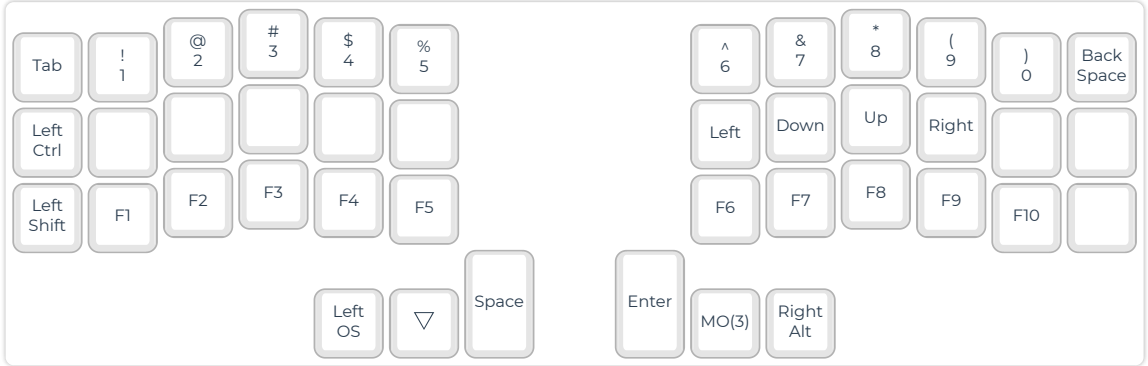 Tab
!
1
@
2
#
3
$
4
%
5
^
6
&
7
*
8
(
9
)
0
Back
Space
Left
Ctrl
Left
Down
Up
Right
Left
Shift
F1
F2
F3
F4
F5
F6
F7
F8
F9
F10
Left
OS
▽
Space
Enter
MO(3)
Right
Alt